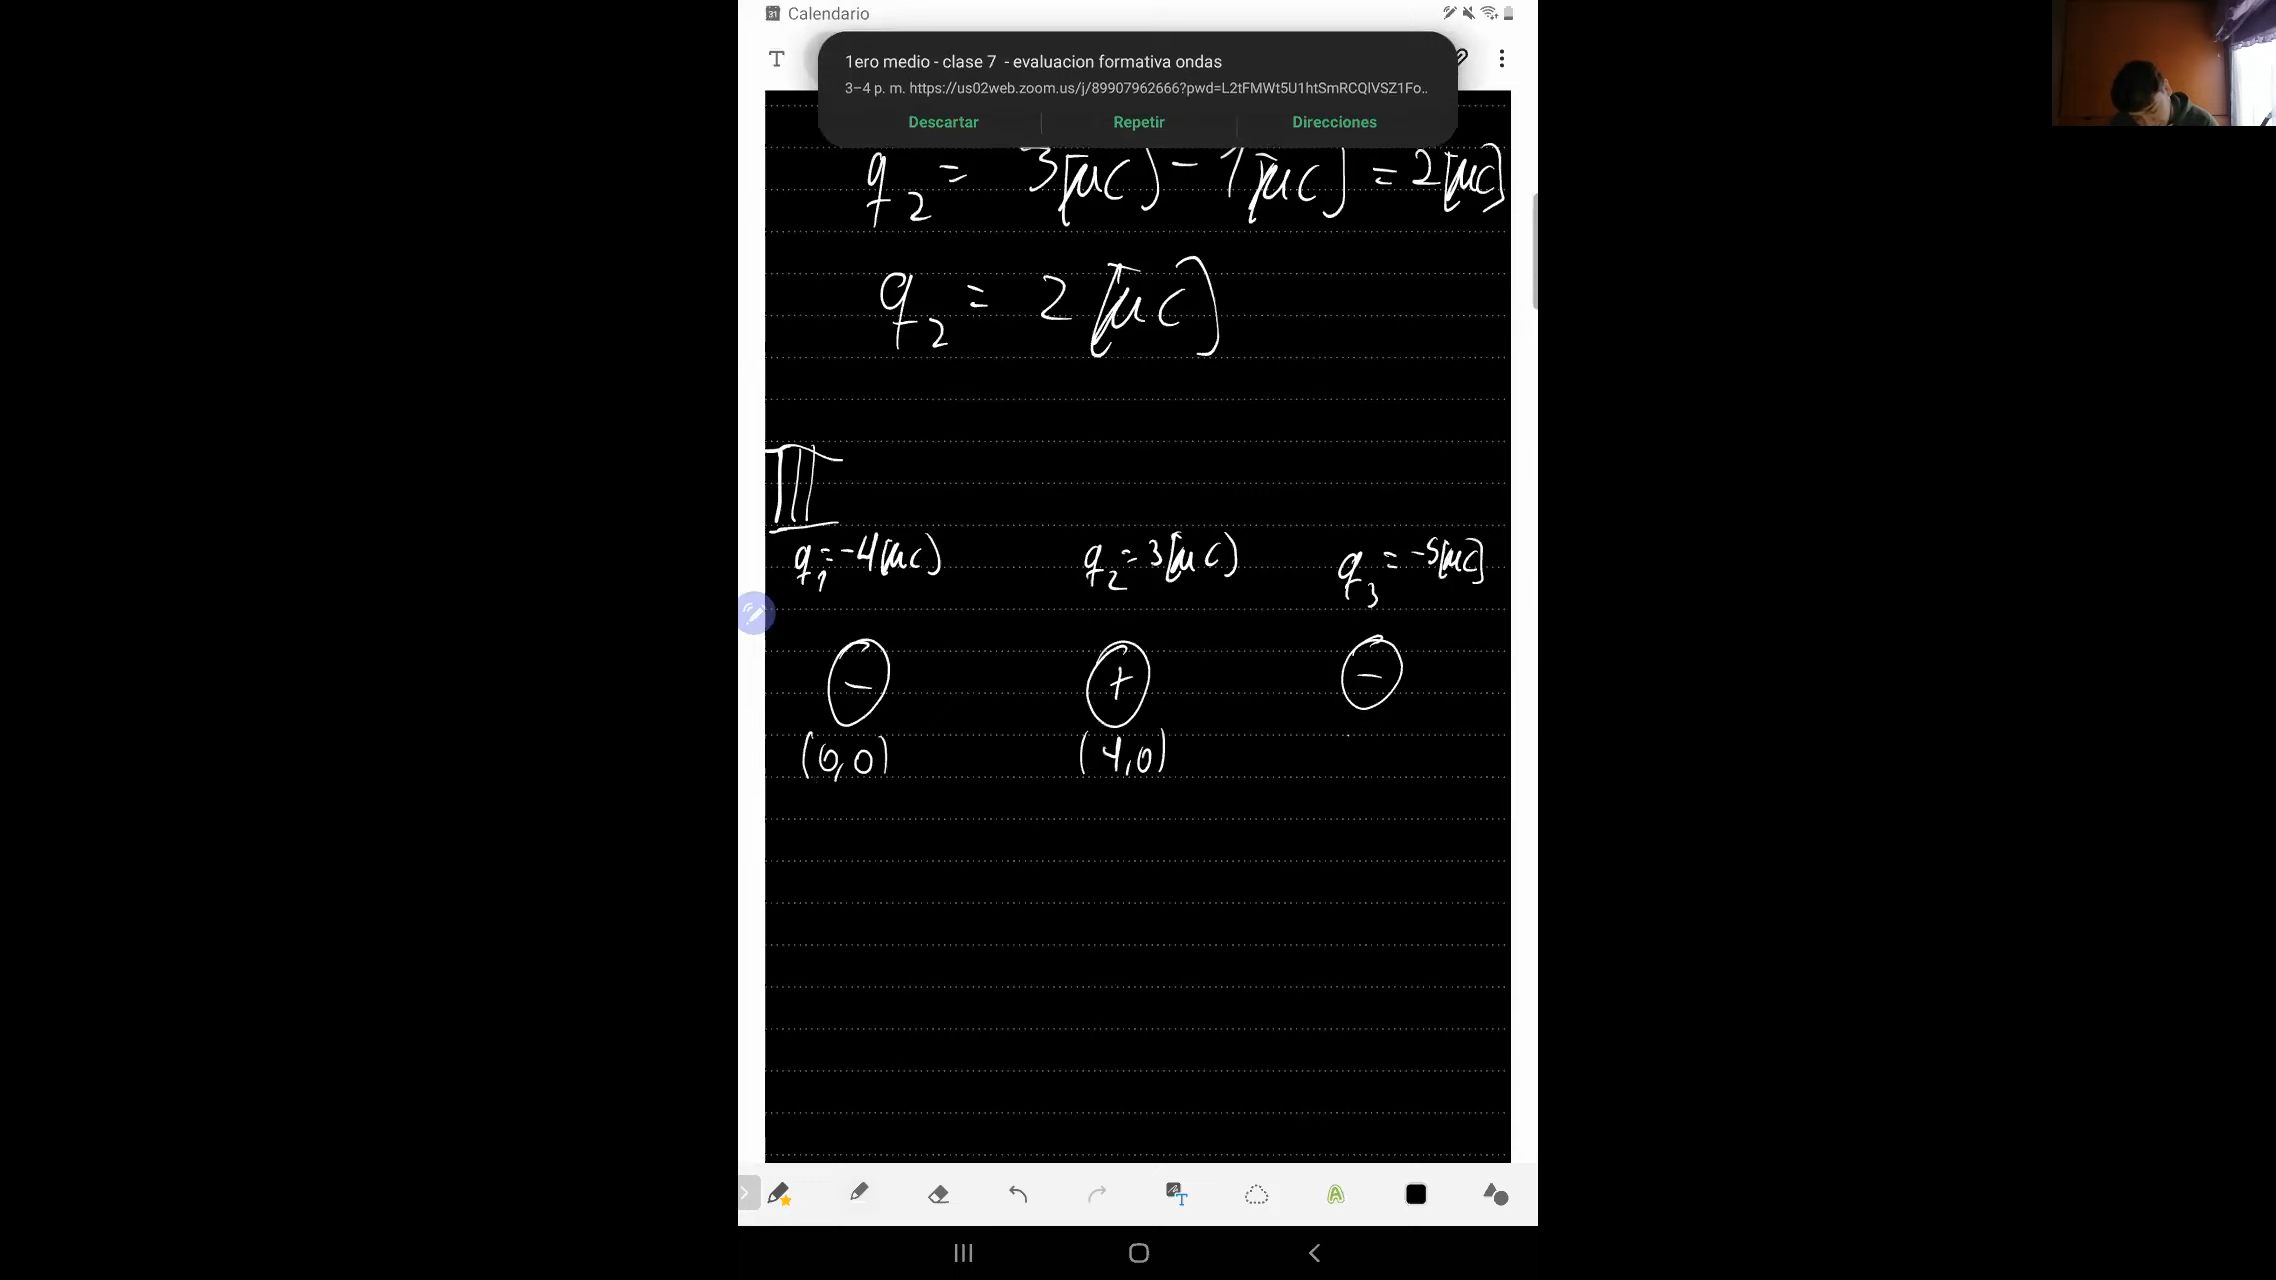 31 Calendario
T
1ero medio - clase 7 - evaluacion formativa ondas
3–4 p. m. https://us02web.zoom.us/j/89907962666?pwd=L2tFMWt5U1htSmRCQlVSZ1Fo..
Descartar Repetir Direcciones
q₂ = 3[μC] - 1[μC] = 2[μC]
q₂ = 2 [μC]
III
q₁ = -4[μC] q₂ = 3[μC] q₃ = -5[μC]
- + -
(0,0) (4,0)